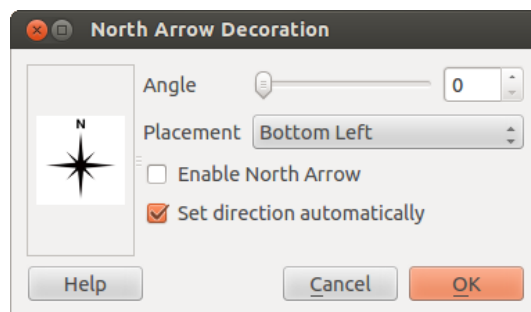 North Arrow Decoration
Angle 0
N
Placement Bottom Left
Enable North Arrow
Set direction automatically
Help Cancel OK